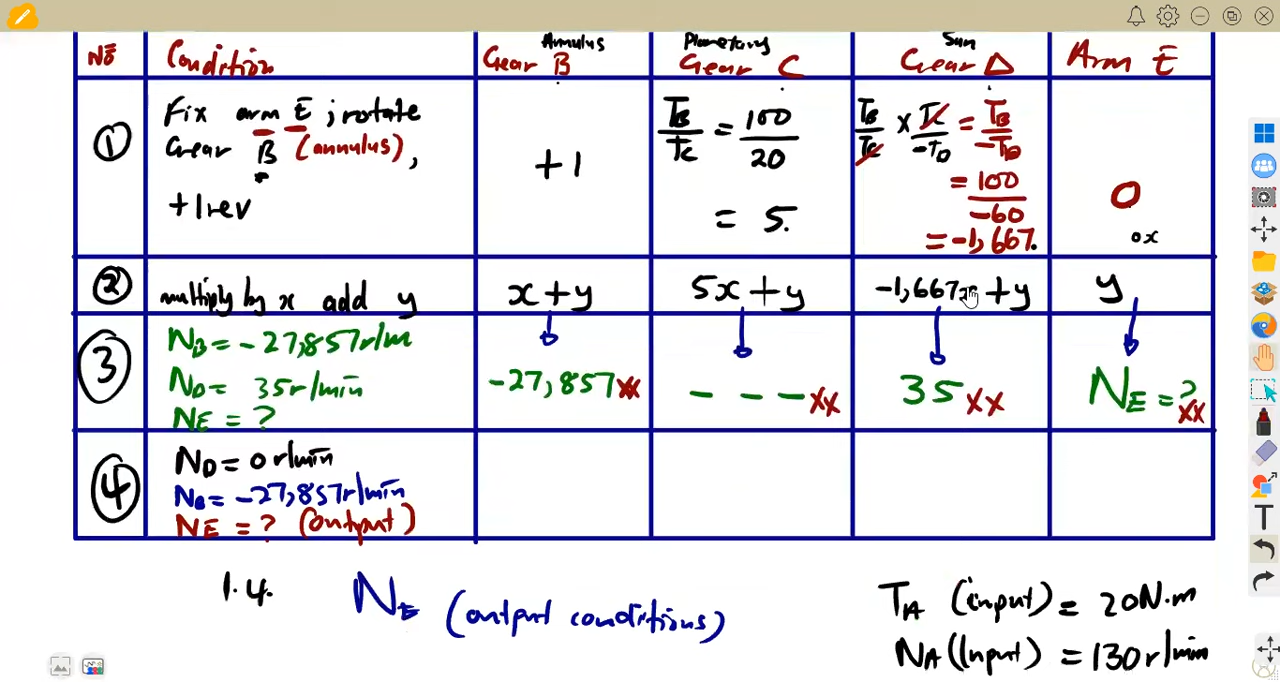 NO Condition Annulus Gear B Planetary Gear C Sun Gear D Arm E
① Fix arm E ; rotate
Gear B (annulus),
+1rev
+1
TB/TC = 100/20
= 5.
TB/TC × TC/-TD = TB/-TD
= 100/-60
= -1,667.
0
0x
② multiply by x add y x+y 5x+y -1,667x+y y
③ NB = -27,857r/m
ND = 35r/min
NE = ?
-27,857xx
- - - xx
35xx
NE = ? xx
④ ND = 0r/min
NB = -27,857r/min
NE = ? (output)
1.4. NE (output conditions)
TA (input) = 20N.m
NA (Input) = 130r/min
T